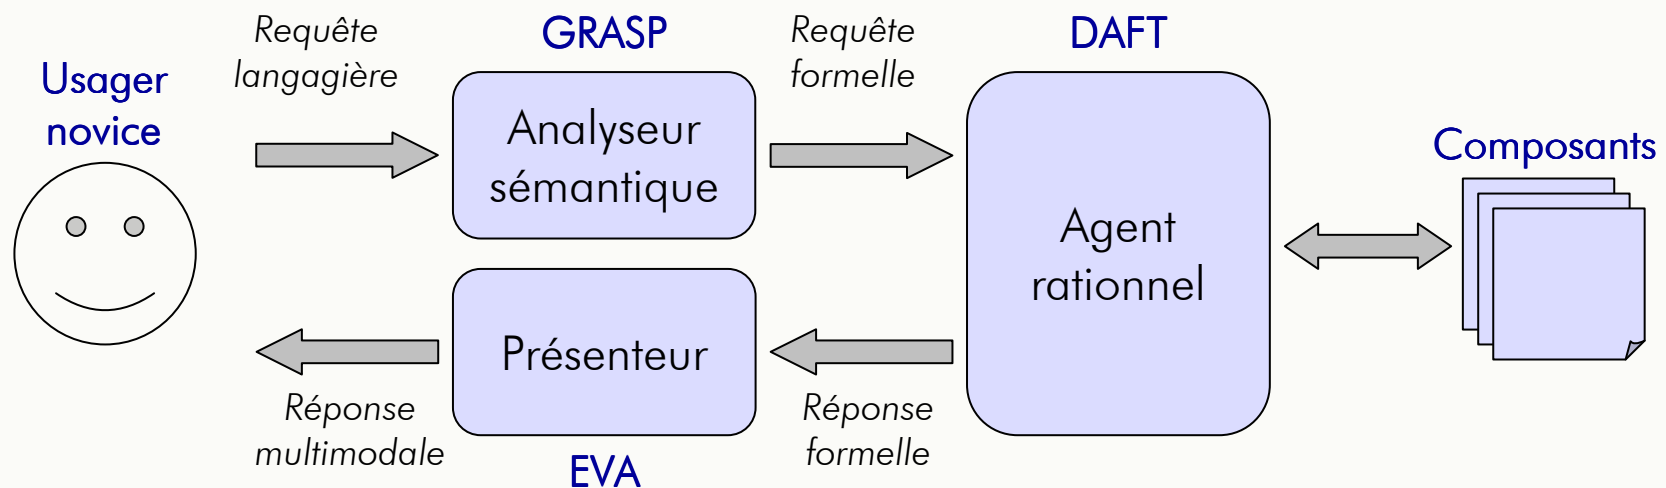 Usager
novice
Requête
langagière
GRASP
Analyseur
sémantique
Requête
formelle
DAFT
Agent
rationnel
Composants
Réponse
formelle
Présenteur
EVA
Réponse
multimodale